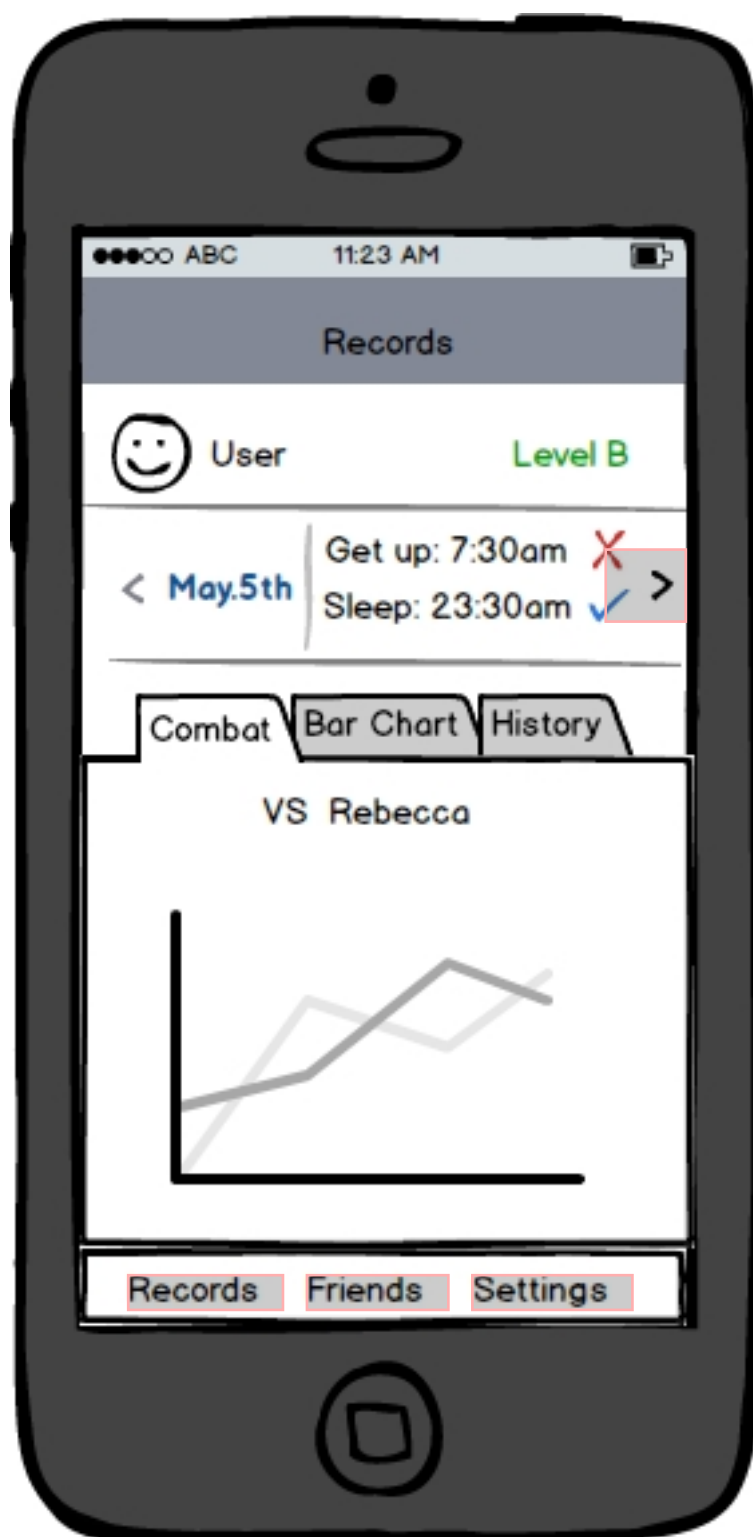 ABC 11:23 AM
Records
User Level B
Get up: 7:30am
< May.5th
Sleep: 23:30am
>
Combat Bar Chart History
VS Rebecca
Records Friends Settings